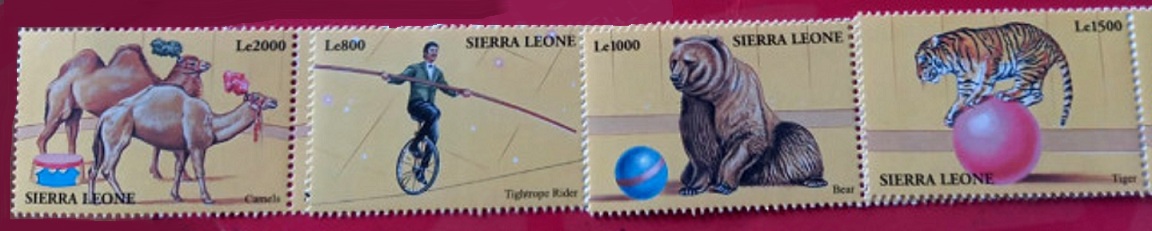 Le2000
SIERRA LEONE
Camels
Le800
SIERRA LEONE
Tightrope Rider
Le1000
SIERRA LEONE
Bear
Le1500
SIERRA LEONE
Tiger